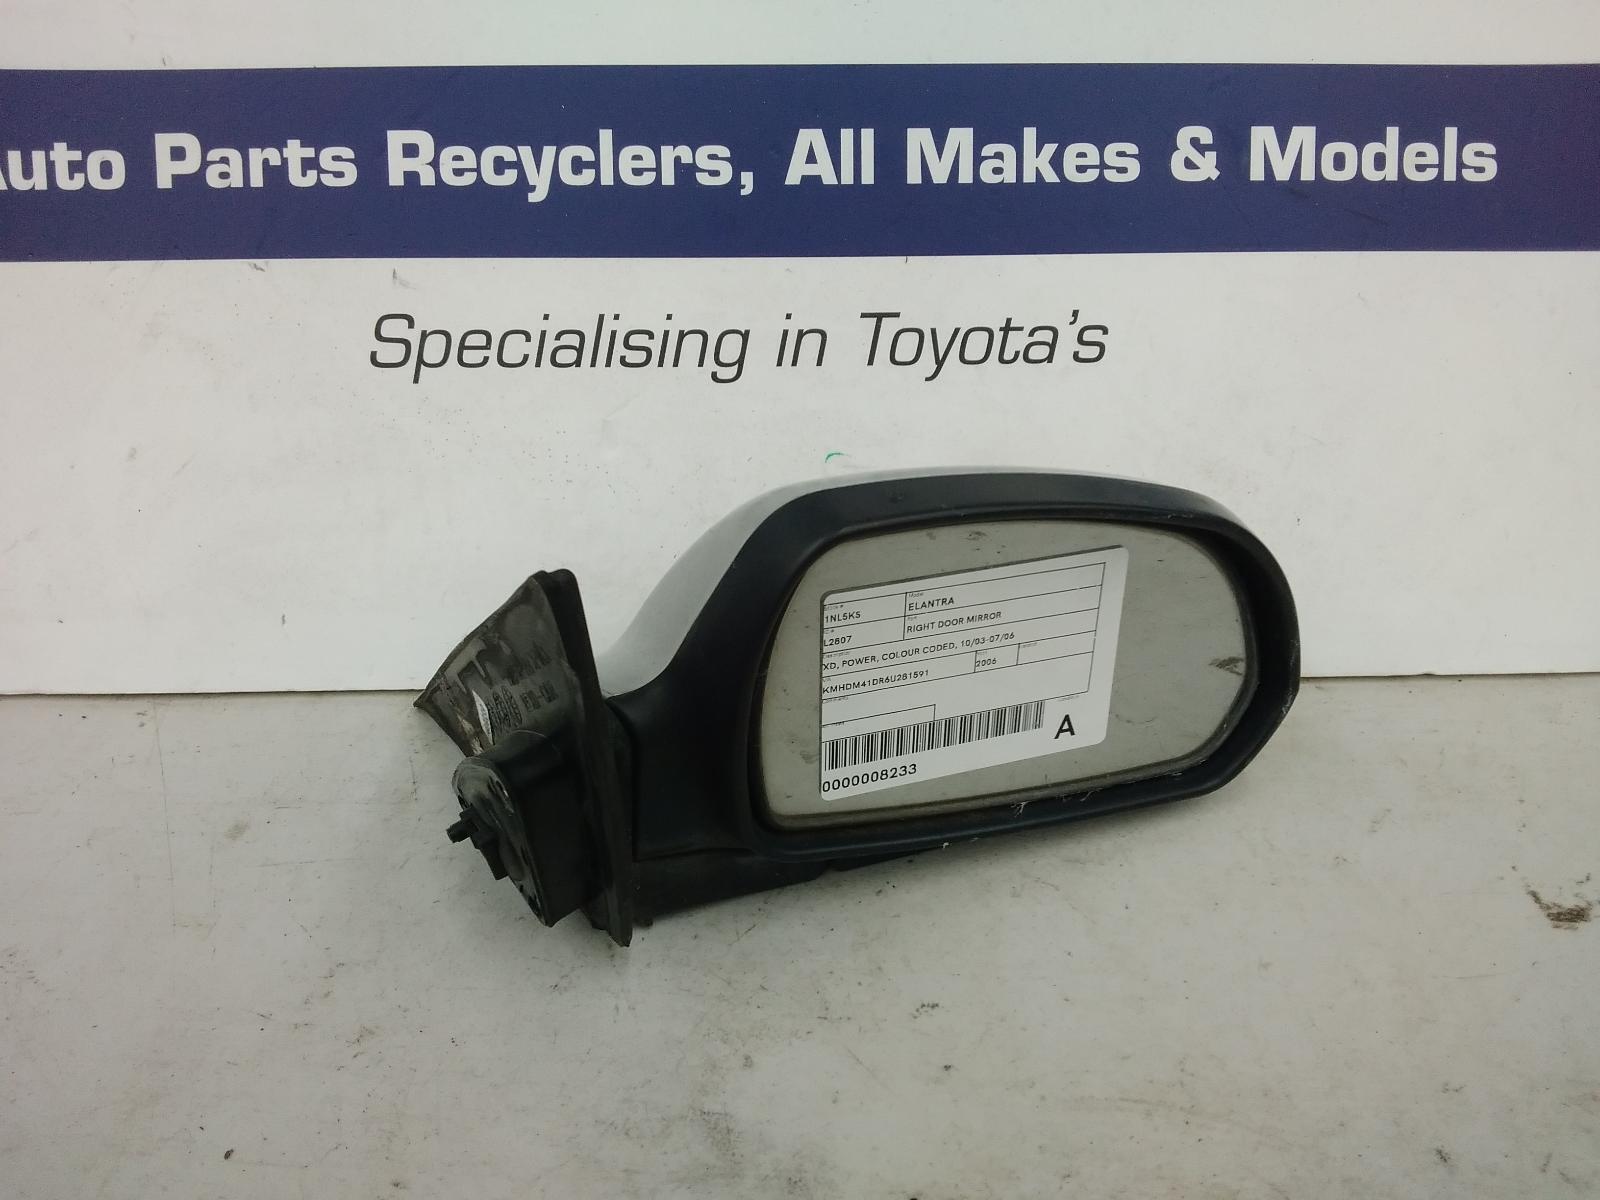 Auto Parts Recyclers, All Makes & Models
Specialising in Toyota's
Model
1NL5KS ELANTRA
L2807 RIGHT DOOR MIRROR
XD, POWER, COLOUR CODED, 10/03-07/06
KMHDM41DR6U281591 2006
A
0000008233